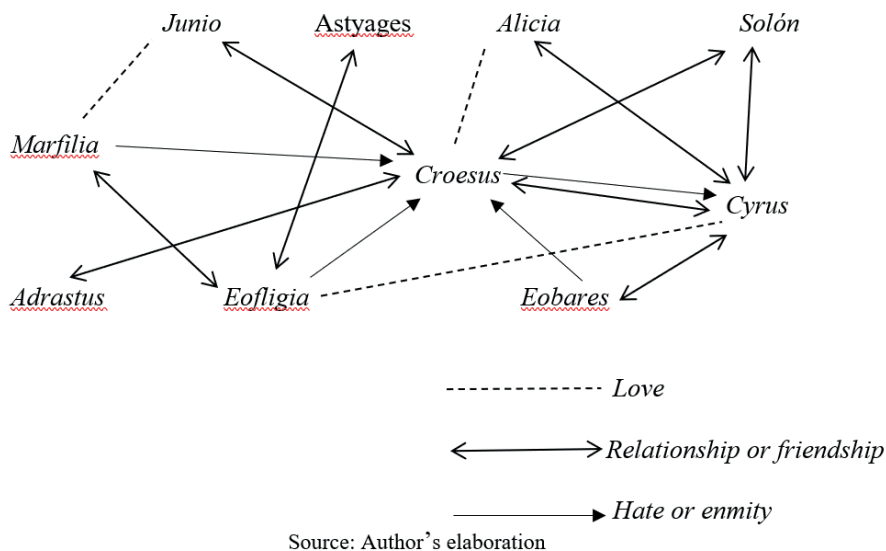 Junio Astyages Alicia Solón
Marfilia
Croesus
Cyrus
Adrastus Eofligia Eobares
Love
Relationship or friendship
Hate or enmity
Source: Author’s elaboration